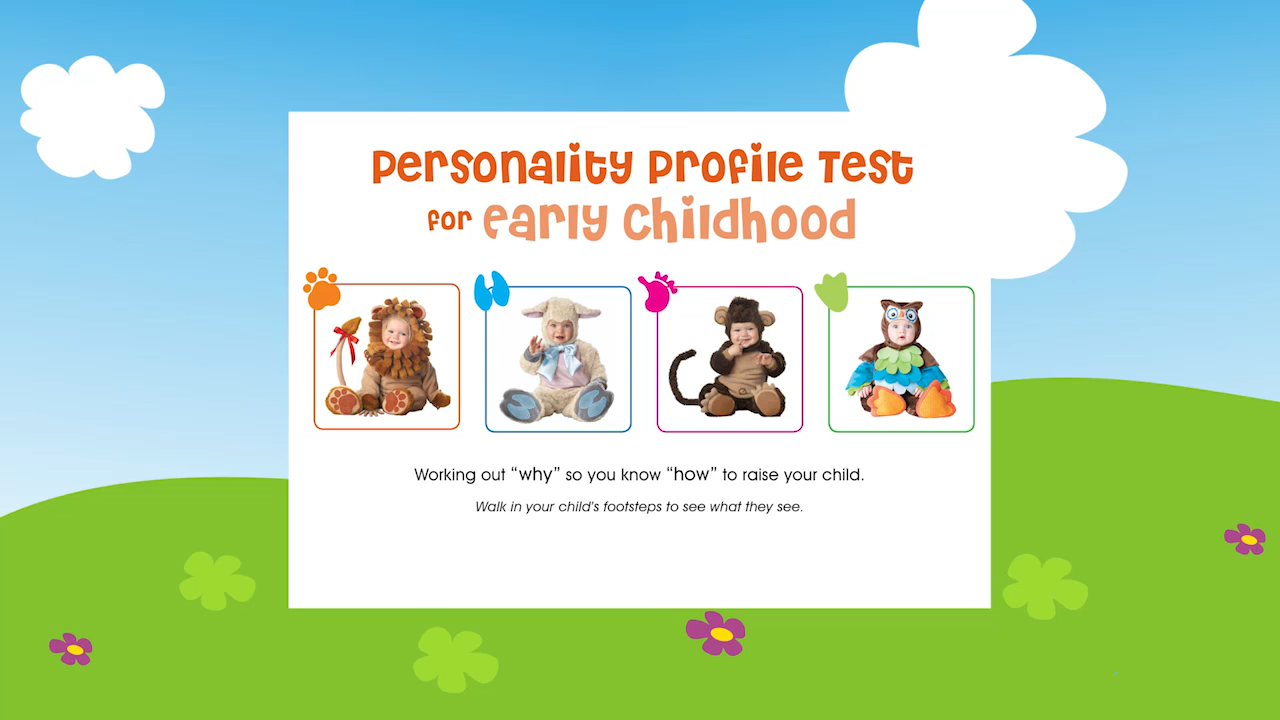 Personality Profile Test
for Early Childhood
Working out “why” so you know “how” to raise your child.
Walk in your child's footsteps to see what they see.